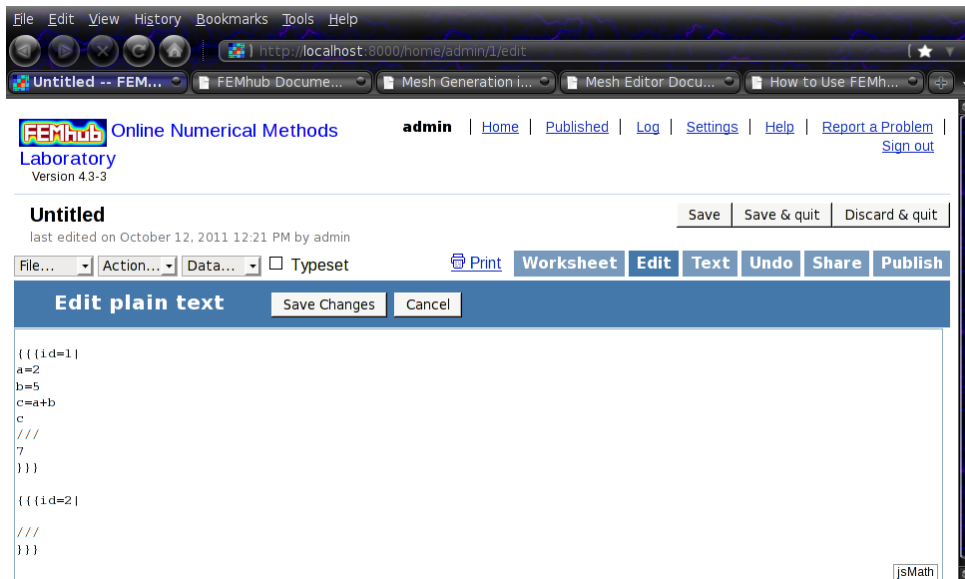 File Edit View History Bookmarks Tools Help
http://localhost:8000/home/admin/1/edit
Untitled -- FEM... FEMhub Docume... Mesh Generation i... Mesh Editor Docu... How to Use FEMh...
FEMhub Online Numerical Methods Laboratory
Version 4.3-3
admin | Home | Published | Log | Settings | Help | Report a Problem |
Sign out
Untitled
Save Save & quit Discard & quit
last edited on October 12, 2011 12:21 PM by admin
File... Action... Data... Typeset Print Worksheet Edit Text Undo Share Publish
Edit plain text Save Changes Cancel
{{{id=1|
a=2
b=5
c=a+b
c
///
7
}}}
{{{id=2|
///
}}}
jsMath